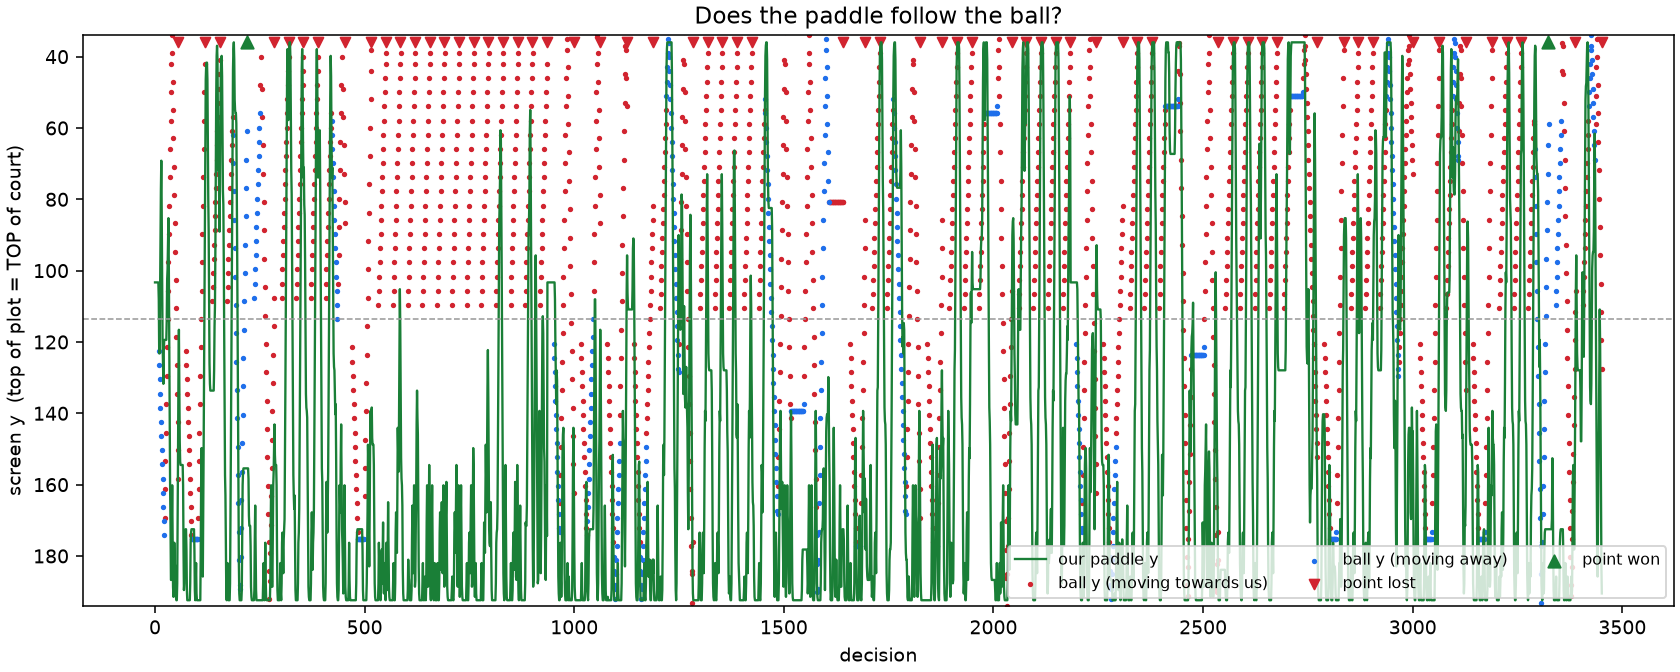 Does the paddle follow the ball?
screen y  (top of plot = TOP of court)
40
60
80
100
120
140
160
180
our paddle y
ball y (moving towards us)
ball y (moving away)
point lost
point won
0
500
1000
1500
2000
2500
3000
3500
decision